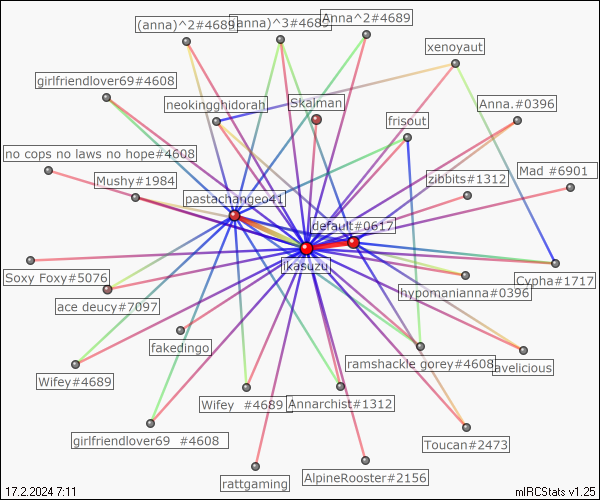 (anna)^2#4689
(anna)^3#4689
Anna^2#4689
xenoyaut
girlfriendlover69#4608
neokingghidorah
Skalman
Anna.#0396
frisout
no cops no laws no hope#4608
Mushy#1984
zibbits#1312
Mad #6901
pastachangeo41
default#0617
ikasuzu
Soxy Foxy#5076
hypomanianna#0396
Cypha#1717
ace deucy#7097
fakedingo
ramshackle gorey#4608
avelicious
Wifey#4689
Wifey  #4689
Annarchist#1312
girlfriendlover69  #4608
Toucan#2473
rattgaming
AlpineRooster#2156
17.2.2024 7:11
mIRCStats v1.25